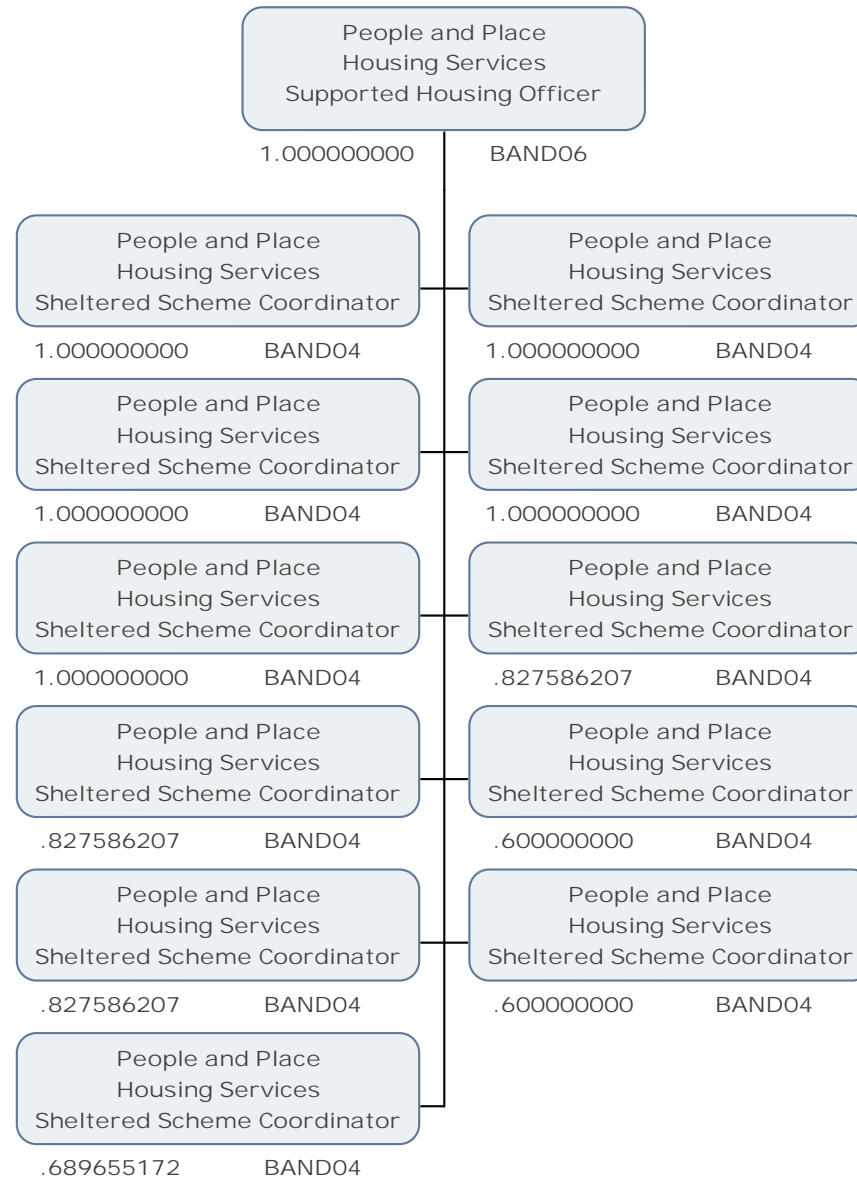 People and Place
Housing Services
Supported Housing Officer
1.000000000 BAND06
People and Place
Housing Services
Sheltered Scheme Coordinator
1.000000000 BAND04
People and Place
Housing Services
Sheltered Scheme Coordinator
1.000000000 BAND04
People and Place
Housing Services
Sheltered Scheme Coordinator
1.000000000 BAND04
People and Place
Housing Services
Sheltered Scheme Coordinator
1.000000000 BAND04
People and Place
Housing Services
Sheltered Scheme Coordinator
1.000000000 BAND04
People and Place
Housing Services
Sheltered Scheme Coordinator
.827586207 BAND04
People and Place
Housing Services
Sheltered Scheme Coordinator
.827586207 BAND04
People and Place
Housing Services
Sheltered Scheme Coordinator
.600000000 BAND04
People and Place
Housing Services
Sheltered Scheme Coordinator
.827586207 BAND04
People and Place
Housing Services
Sheltered Scheme Coordinator
.600000000 BAND04
People and Place
Housing Services
Sheltered Scheme Coordinator
.689655172 BAND04